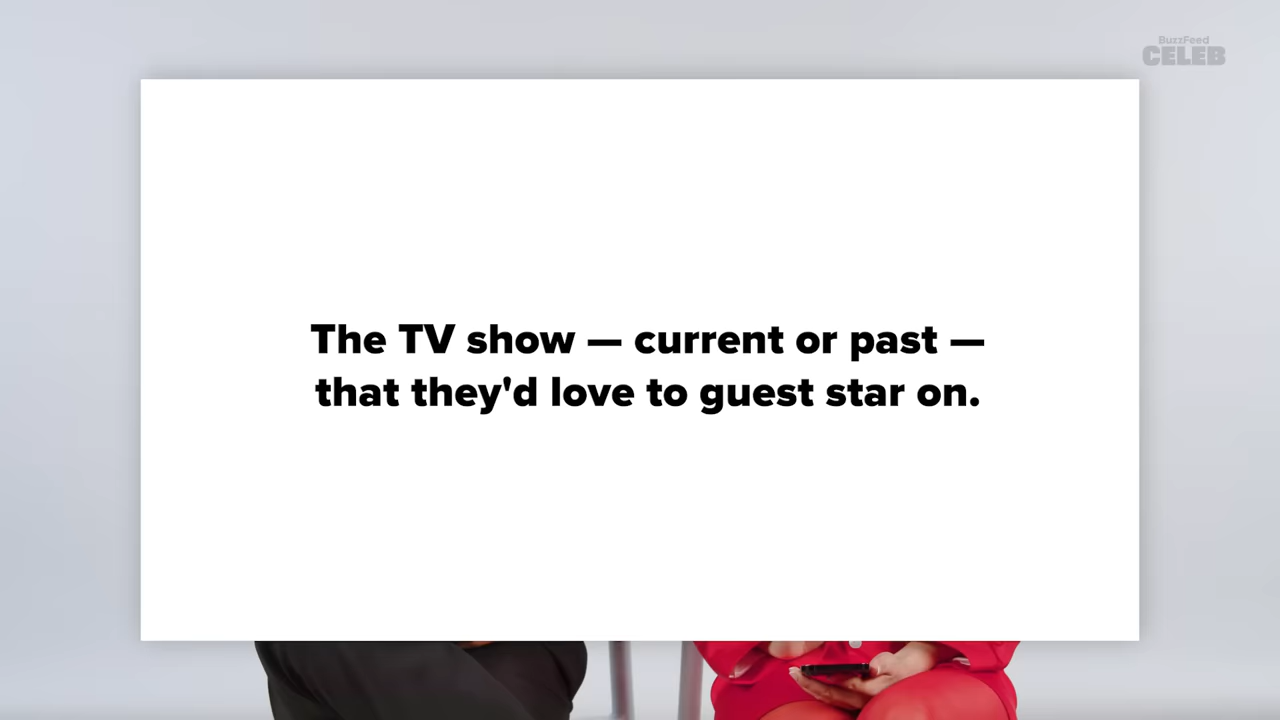 BuzzFeed
CELEB
The TV show — current or past —
that they'd love to guest star on.